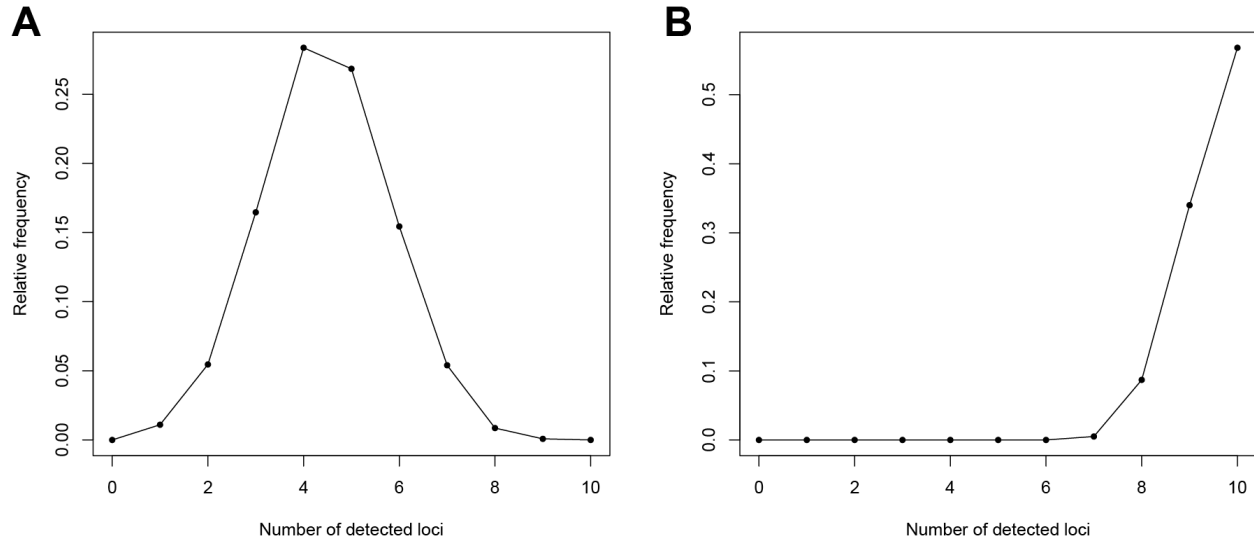 A
Relative frequency
0.25
0.20
0.15
0.10
0.05
0.00
0 2 4 6 8 10
Number of detected loci
B
Relative frequency
0.5
0.4
0.3
0.2
0.1
0.0
0 2 4 6 8 10
Number of detected loci